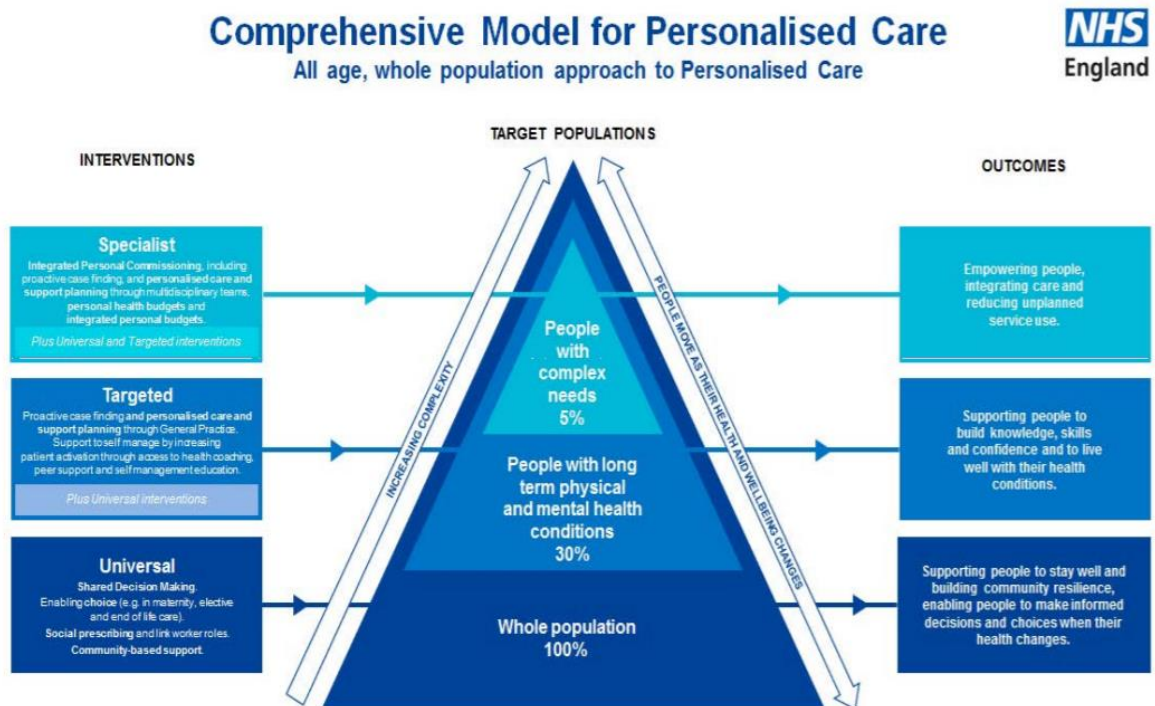 Comprehensive Model for Personalised Care
All age, whole population approach to Personalised Care
NHS
England
INTERVENTIONS
TARGET POPULATIONS
OUTCOMES
Specialist
Integrated Personal Commissioning, including
proactive case finding, and personalised care and
support planning through multidisciplinary teams,
personal health budgets and
integrated personal budgets.
Plus Universal and Targeted interventions
Targeted
Proactive case finding and personalised care and
support planning through General Practice.
Support to self manage by increasing
patient activation through access to health coaching,
peer support and self management education.
Plus Universal interventions
Universal
Shared Decision Making.
Enabling choice (e.g. in maternity, elective
and end of life care).
Social prescribing and link worker roles.
Community-based support.
INCREASING COMPLEXITY
People
with
complex
needs
5%
People with long
term physical
and mental health
conditions
30%
Whole population
100%
PEOPLE MOVE AS THEIR HEALTH AND WELLBEING CHANGES
Empowering people,
integrating care and
reducing unplanned
service use.
Supporting people to
build knowledge, skills
and confidence and to live
well with their health
conditions.
Supporting people to stay well and
building community resilience,
enabling people to make informed
decisions and choices when their
health changes.